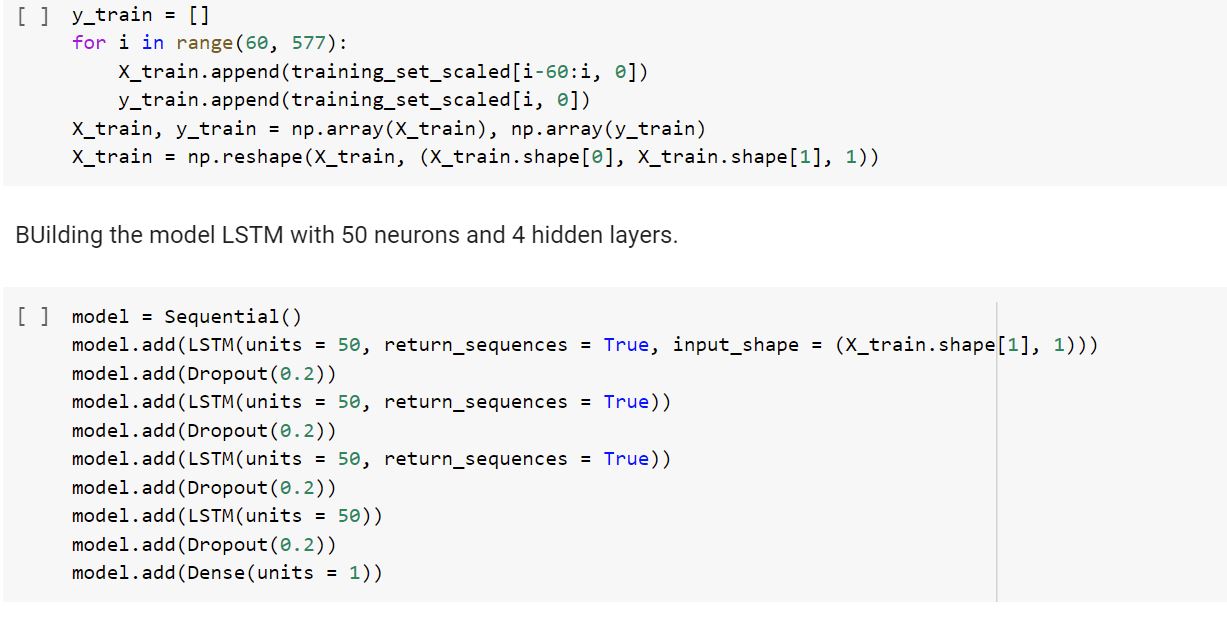 [ ] y_train = []
for i in range(60, 577):
    X_train.append(training_set_scaled[i-60:i, 0])
    y_train.append(training_set_scaled[i, 0])
X_train, y_train = np.array(X_train), np.array(y_train)
X_train = np.reshape(X_train, (X_train.shape[0], X_train.shape[1], 1))
BUilding the model LSTM with 50 neurons and 4 hidden layers.
[ ] model = Sequential()
model.add(LSTM(units = 50, return_sequences = True, input_shape = (X_train.shape[1], 1)))
model.add(Dropout(0.2))
model.add(LSTM(units = 50, return_sequences = True))
model.add(Dropout(0.2))
model.add(LSTM(units = 50, return_sequences = True))
model.add(Dropout(0.2))
model.add(LSTM(units = 50))
model.add(Dropout(0.2))
model.add(Dense(units = 1))